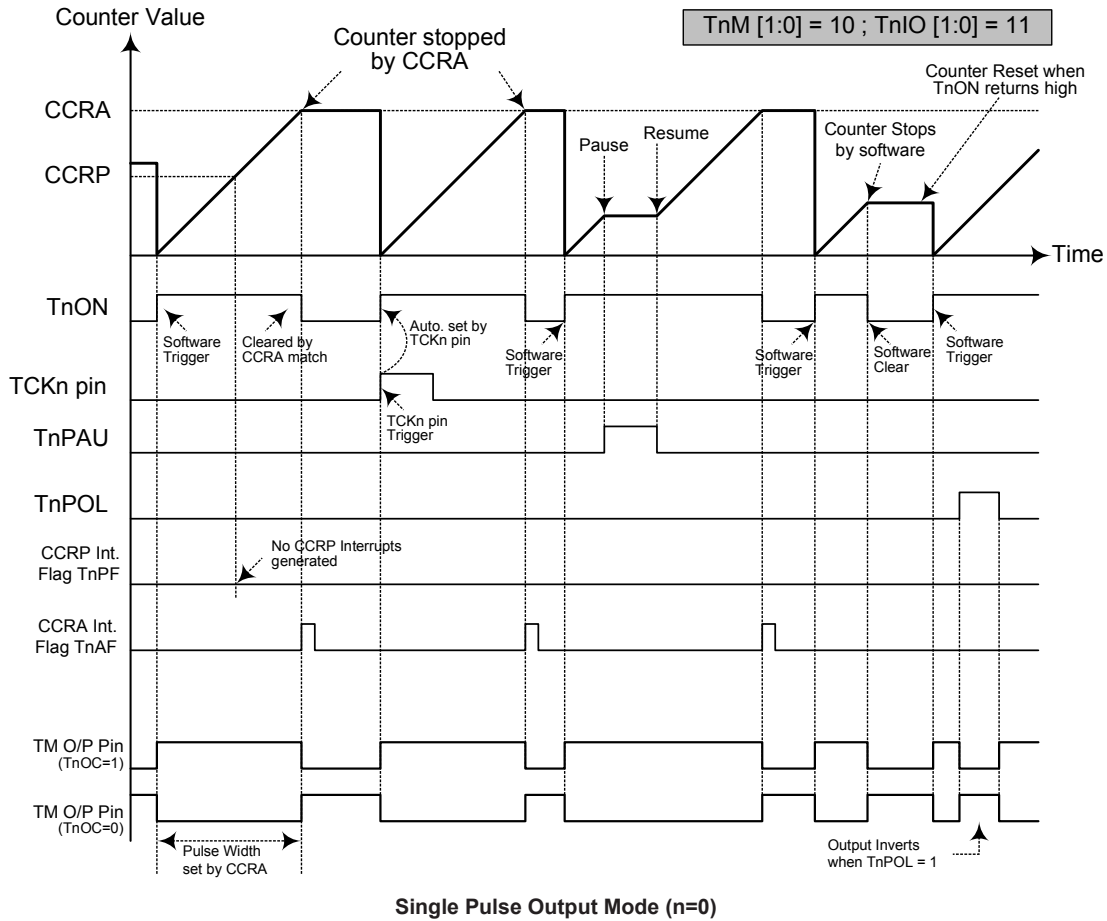 Counter Value
TnM [1:0] = 10 ; TnIO [1:0] = 11
Counter stopped
by CCRA
Counter Reset when
TnON returns high
CCRA
CCRP
Pause
Resume
Counter Stops
by software
Time
TnON
Software
Trigger
Cleared by
CCRA match
Auto. set by
TCKn pin
Software
Trigger
Software
Trigger
Software
Clear
Software
Trigger
TCKn pin
TCKn pin
Trigger
TnPAU
TnPOL
CCRP Int.
Flag TnPF
No CCRP Interrupts
generated
CCRA Int.
Flag TnAF
TM O/P Pin
(TnOC=1)
TM O/P Pin
(TnOC=0)
Pulse Width
set by CCRA
Output Inverts
when TnPOL = 1
Single Pulse Output Mode (n=0)